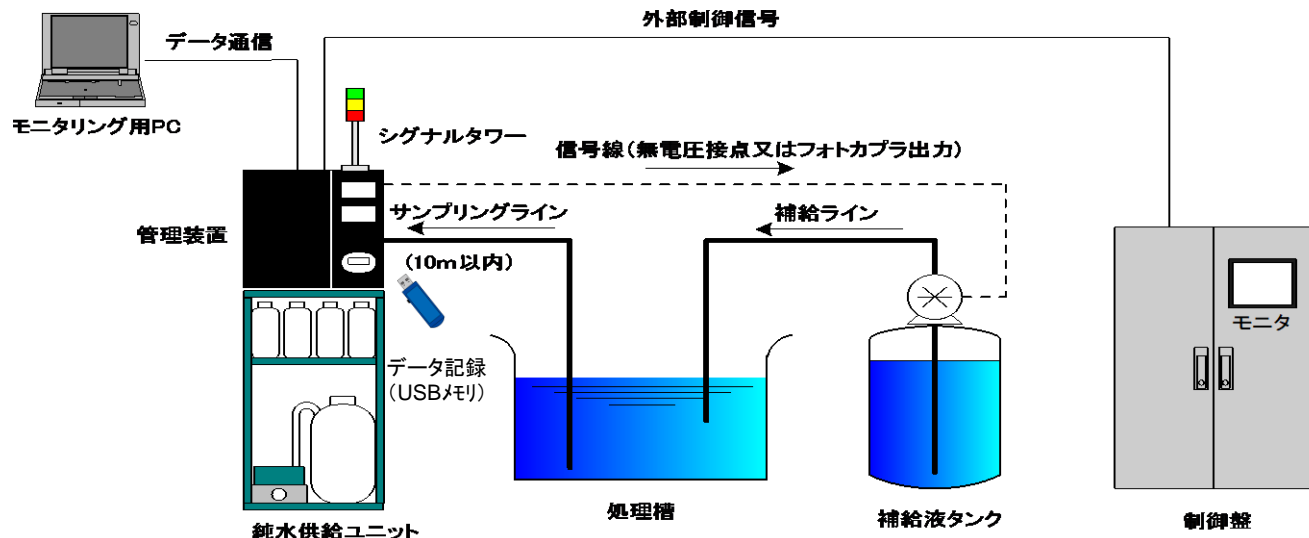 外部制御信号
データ通信
モニタリング用PC
シグナルタワー
信号線(無電圧接点又はフォトカプラ出力)
サンプリングライン
補給ライン
管理装置
(10m以内)
モニタ
データ記録
(USBメモリ)
処理槽
補給液タンク
制御盤
純水供給ユニット